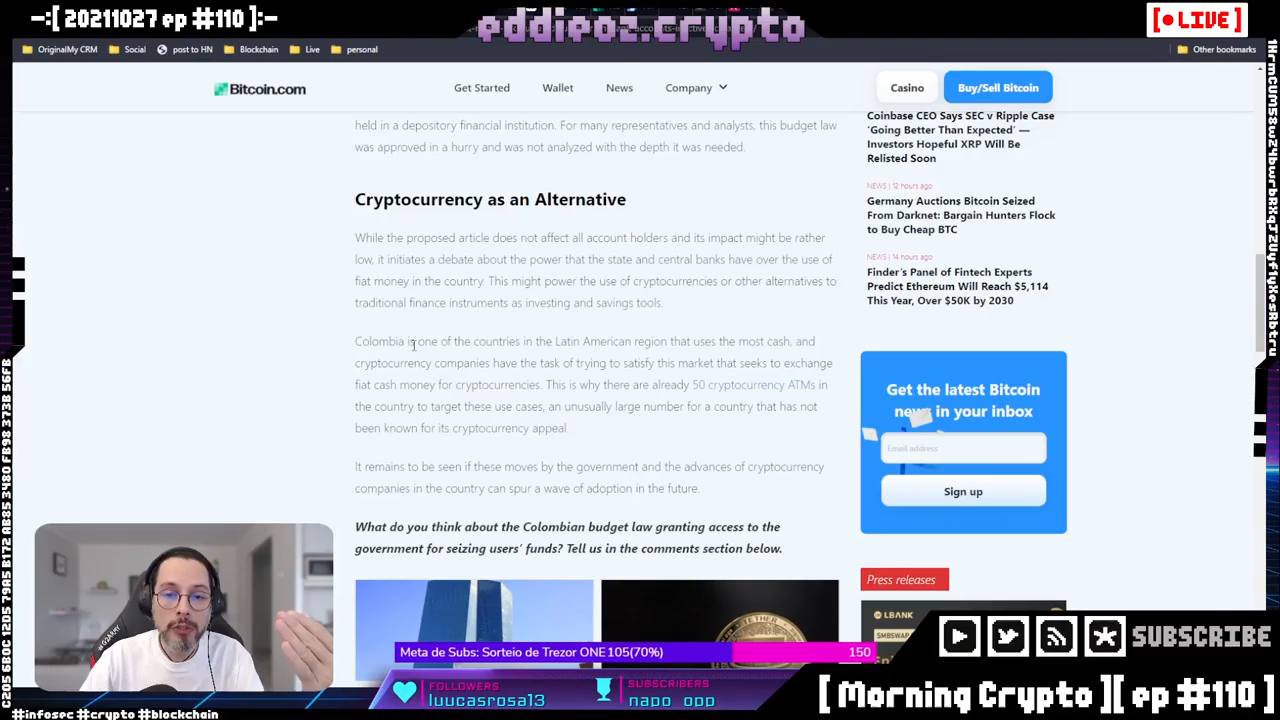 -:[ 20211027 ep #110 ]:-
eddieoz.crypto
[ LIVE ]
OriginalMy CRM
Social
post to HN
Blockchain
Live
personal
Other bookmarks
Bitcoin.com
Get Started
Wallet
News
Company
Casino
Buy/Sell Bitcoin
held in a depository financial institution. For many representatives and analysts, this budget law
was approved in a hurry and was not analyzed with the depth it was needed.
Cryptocurrency as an Alternative
While the proposed article does not affect all account holders and its impact might be rather
low, it initiates a debate about the power that the state and central banks have over the use of
fiat money in the country. This might power the use of cryptocurrencies or other alternatives to
traditional finance instruments as investing and savings tools.
Colombia is one of the countries in the Latin American region that uses the most cash, and
cryptocurrency companies have the task of trying to satisfy this market that seeks to exchange
fiat cash money for cryptocurrencies. This is why there are already 50 cryptocurrency ATMs in
the country to target these use cases, an unusually large number for a country that has not
been known for its cryptocurrency appeal.
It remains to be seen if these moves by the government and the advances of cryptocurrency
companies in the country can spur a wave of adoption in the future.
What do you think about the Colombian budget law granting access to the
government for seizing users' funds? Tell us in the comments section below.
Coinbase CEO Says SEC v Ripple Case
'Going Better Than Expected' —
Investors Hopeful XRP Will Be
Relisted Soon
NEWS | 12 hours ago
Germany Auctions Bitcoin Seized
From Darknet: Bargain Hunters Flock
to Buy Cheap BTC
NEWS | 14 hours ago
Finder's Panel of Fintech Experts
Predict Ethereum Will Reach $5,114
This Year, Over $50K by 2030
Get the latest Bitcoin
news in your inbox
Email address
Sign up
Press releases
LBANK
SMBSWAP
TETHER
Meta de Subs: Sorteio de Trezor ONE 105(70%)
150
FOLLOWERS
luucasrosa13
SUBSCRIBERS
napo_opp
SUBSCRIBE
[ Morning Crypto ][ ep #110 ]
#infosec #crypto #blockchain